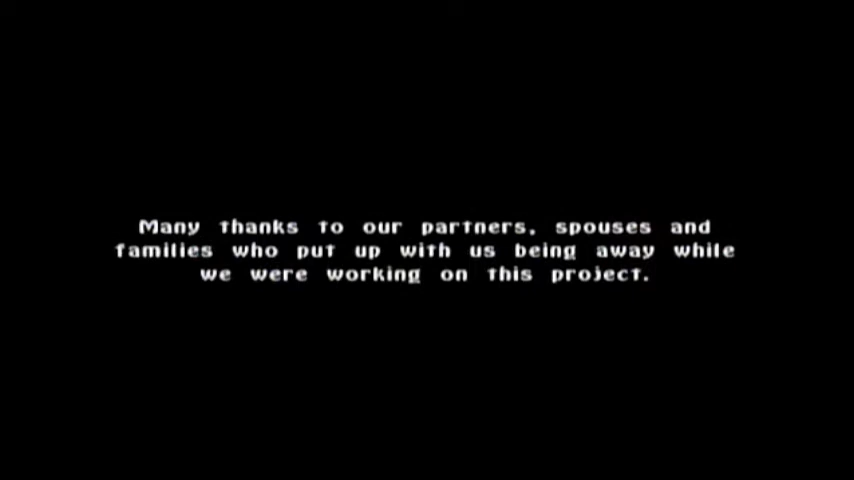 Many thanks to our partners, spouses and
families who put up with us being away while
we were working on this project.